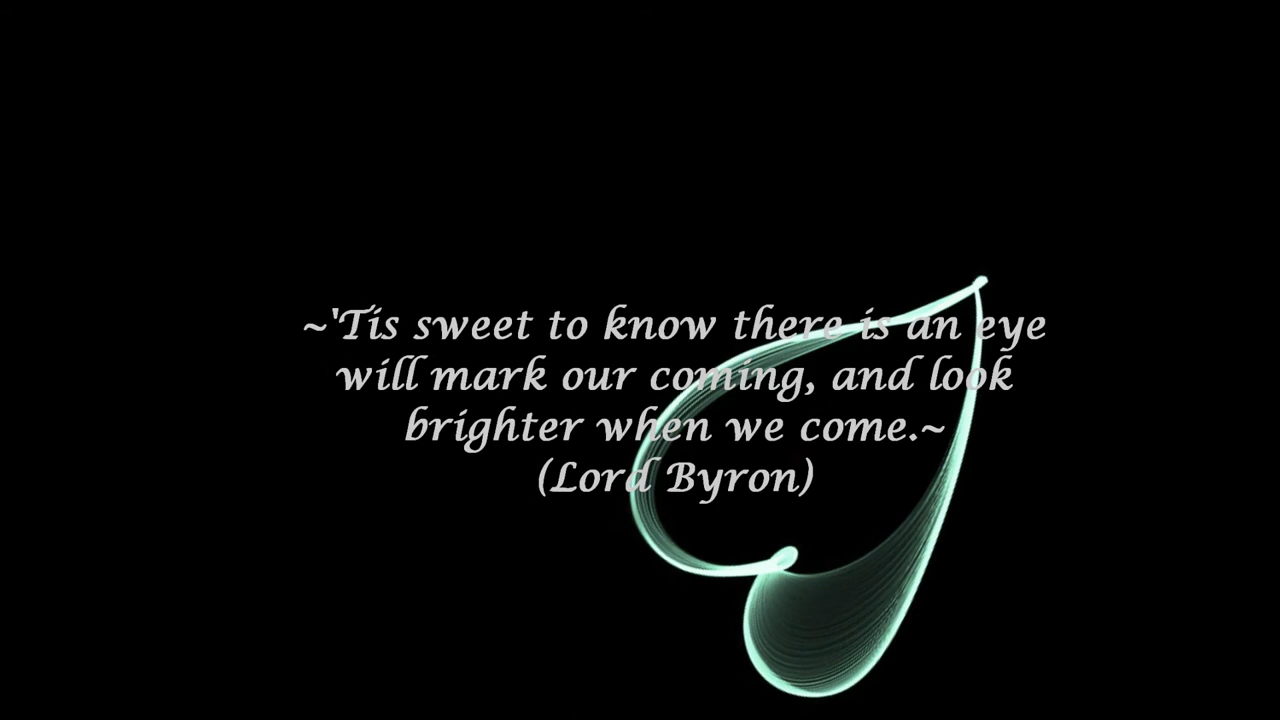 ~'Tis sweet to know there is an eye
will mark our coming, and look
brighter when we come.~
(Lord Byron)